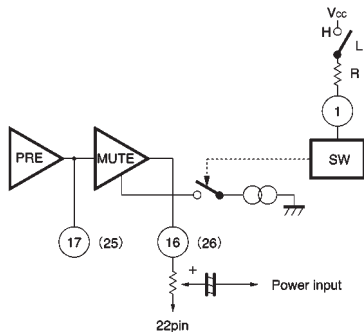 Vcc
H
L
R
1
PRE
MUTE
SW
17 (25)
16 (26)
+
Power input
22pin